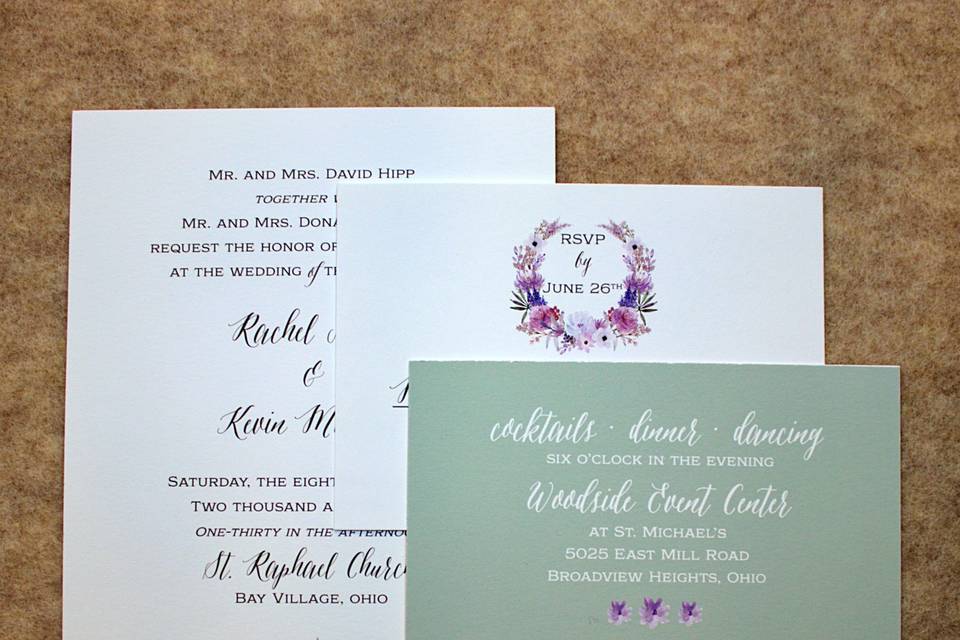 Mr. and Mrs. David Hipp
together
Mr. and Mrs.
request the honor of
at the wedding of
Rachel
&
Kevin
Saturday, the
Two thousand
One-thirty in the afternoo
St. Raphael Church
Bay Village, Ohio
RSVP
by
June 26th
cocktails · dinner · dancing
six o'clock in the evening
Woodside Event Center
at St. Michael's
5025 East Mill Road
Broadview Heights, Ohio